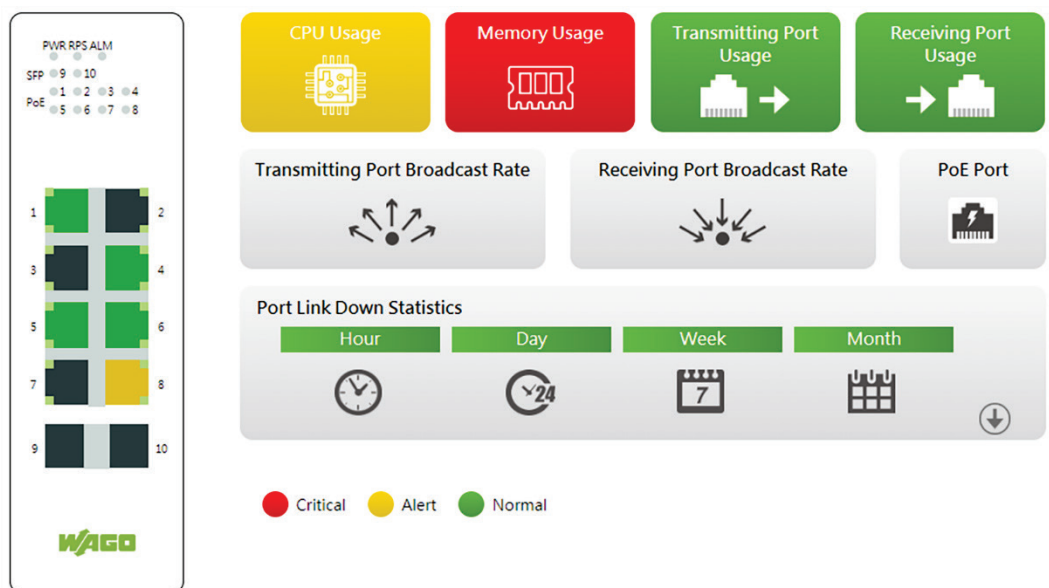 PWR RPS ALM
SFP 9 10
1 2 3 4
PoE
5 6 7 8
1 2
3 4
5 6
7 8
9 10
WAGO
CPU Usage
Memory Usage
Transmitting Port
Usage
Receiving Port
Usage
Transmitting Port Broadcast Rate
Receiving Port Broadcast Rate
PoE Port
Port Link Down Statistics
Hour
Day
Week
Month
24
7
Critical
Alert
Normal